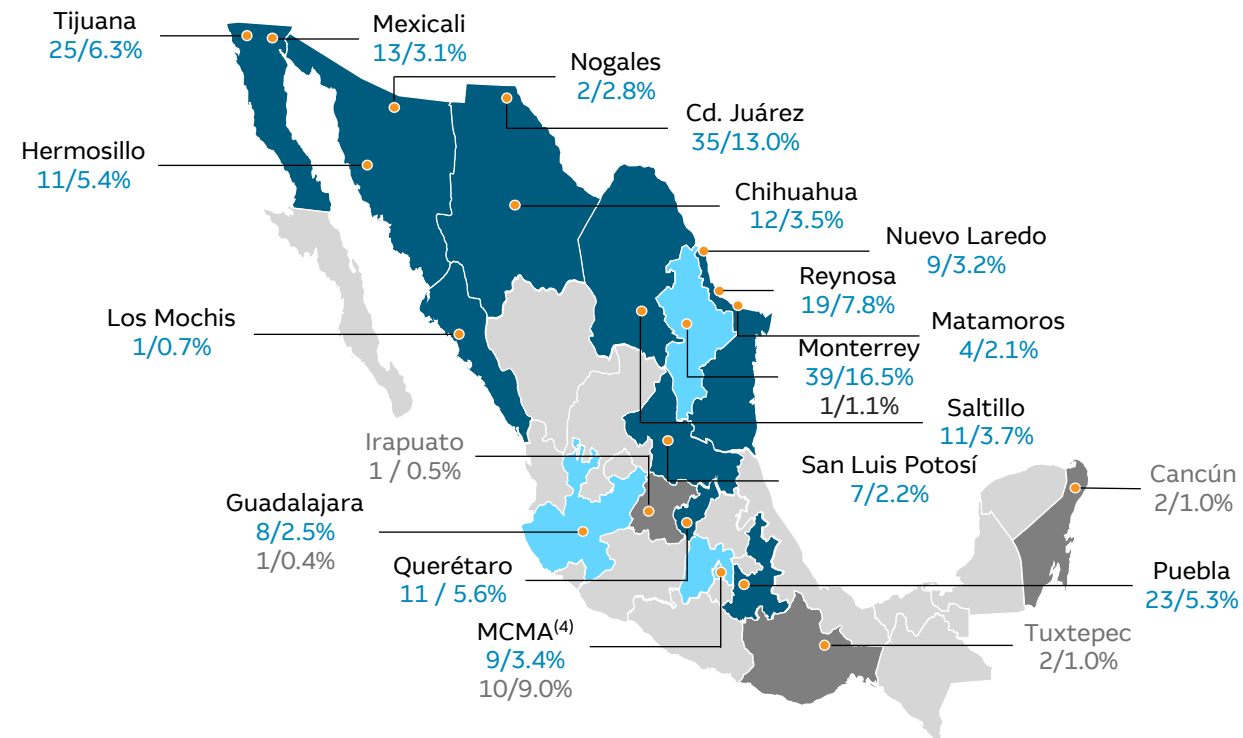 Tijuana
25/6.3%
Mexicali
13/3.1%
Nogales
2/2.8%
Cd. Juárez
35/13.0%
Hermosillo
11/5.4%
Chihuahua
12/3.5%
Nuevo Laredo
9/3.2%
Reynosa
19/7.8%
Los Mochis
1/0.7%
Matamoros
4/2.1%
Monterrey
39/16.5%
1/1.1%
Saltillo
11/3.7%
Irapuato
1 / 0.5%
San Luis Potosí
7/2.2%
Cancún
2/1.0%
Guadalajara
8/2.5%
1/0.4%
Querétaro
11 / 5.6%
Puebla
23/5.3%
MCMA(4)
9/3.4%
10/9.0%
Tuxtepec
2/1.0%